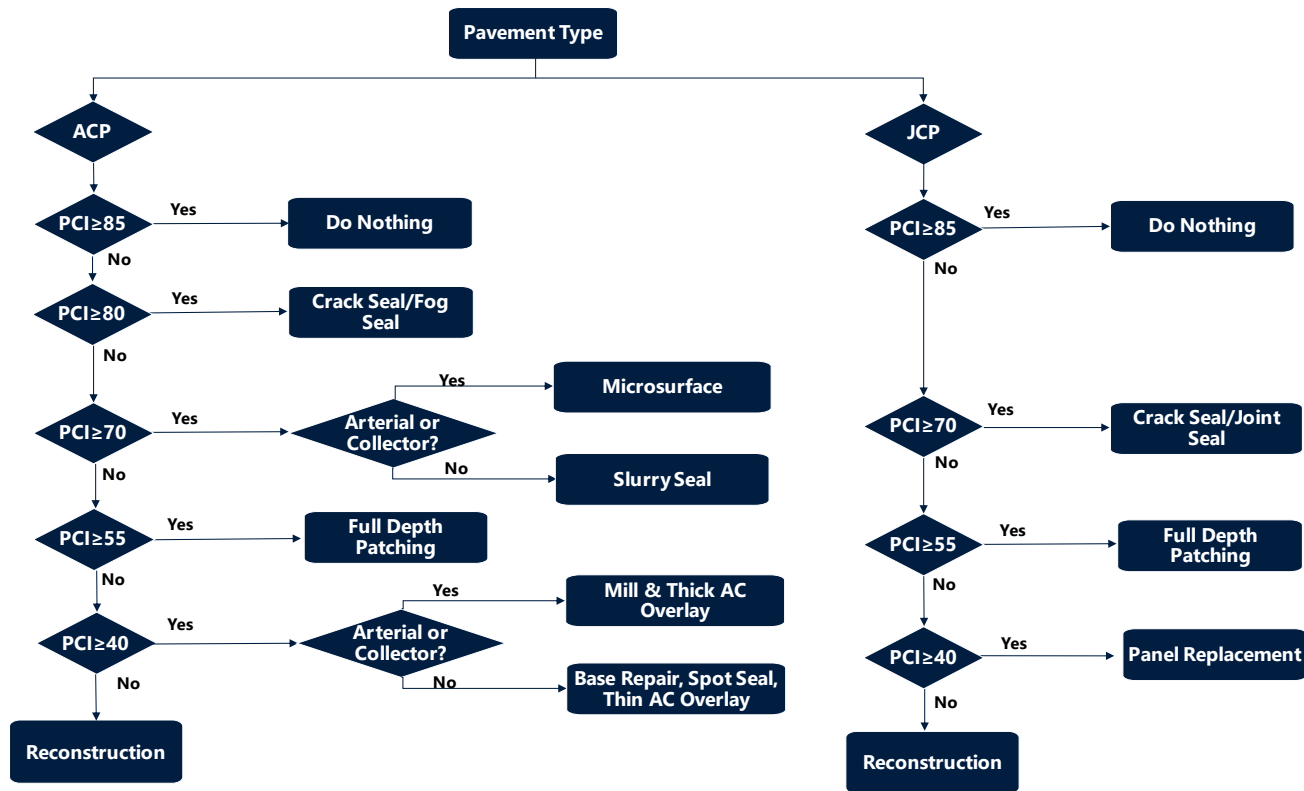 Pavement Type
ACP
PCI≥85
Yes
Do Nothing
No
PCI≥80
Yes
Crack Seal/Fog
Seal
No
PCI≥70
Yes
Arterial or
Collector?
Yes
Microsurface
No
Slurry Seal
No
PCI≥55
Yes
Full Depth
Patching
No
PCI≥40
Yes
Arterial or
Collector?
Yes
Mill & Thick AC
Overlay
No
Base Repair, Spot Seal,
Thin AC Overlay
No
Reconstruction
JCP
PCI≥85
Yes
Do Nothing
No
PCI≥70
Yes
Crack Seal/Joint
Seal
No
PCI≥55
Yes
Full Depth
Patching
No
PCI≥40
Yes
Panel Replacement
No
Reconstruction